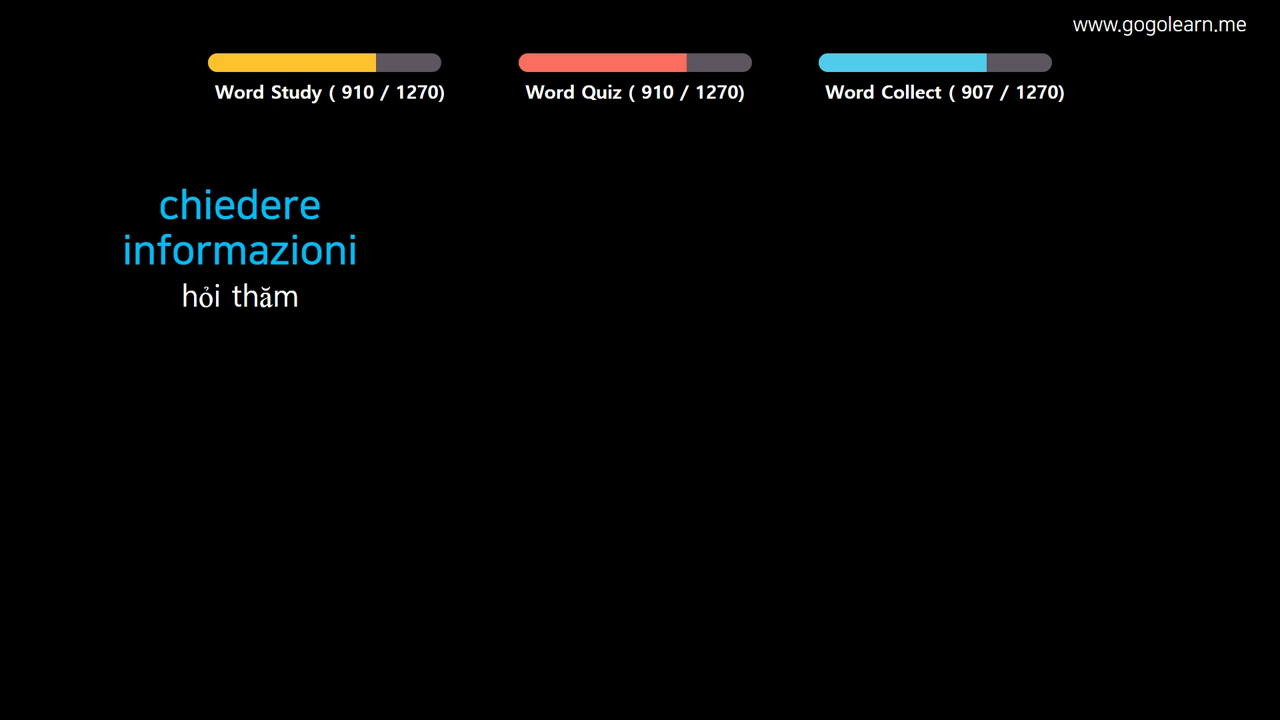 www.gogolearn.me
Word Study ( 910 / 1270)
Word Quiz ( 910 / 1270)
Word Collect ( 907 / 1270)
chiedere
informazioni
hỏi thăm